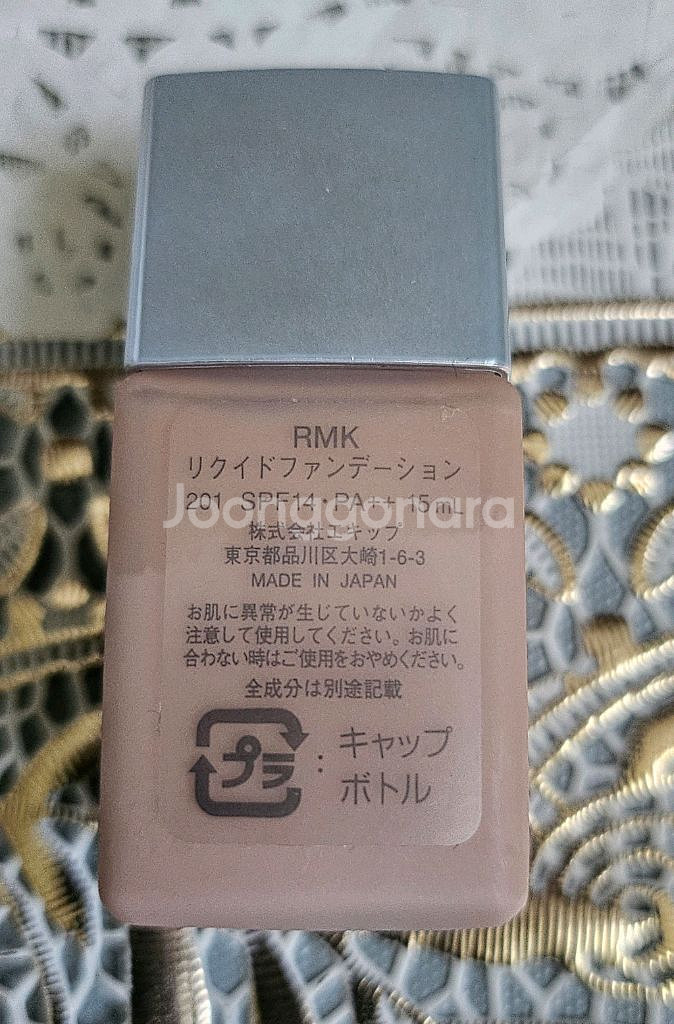 RMK
リクイドファンデーション
201 SPF14・PA++ 15mL
Joongonara
株式会社エキップ
東京都品川区大崎1-6-3
MADE IN JAPAN
お肌に異常が生じていないかよく
注意して使用してください。お肌に
合わない時はご使用をおやめください。
全成分は別途記載
プラ : キャップ
ボトル